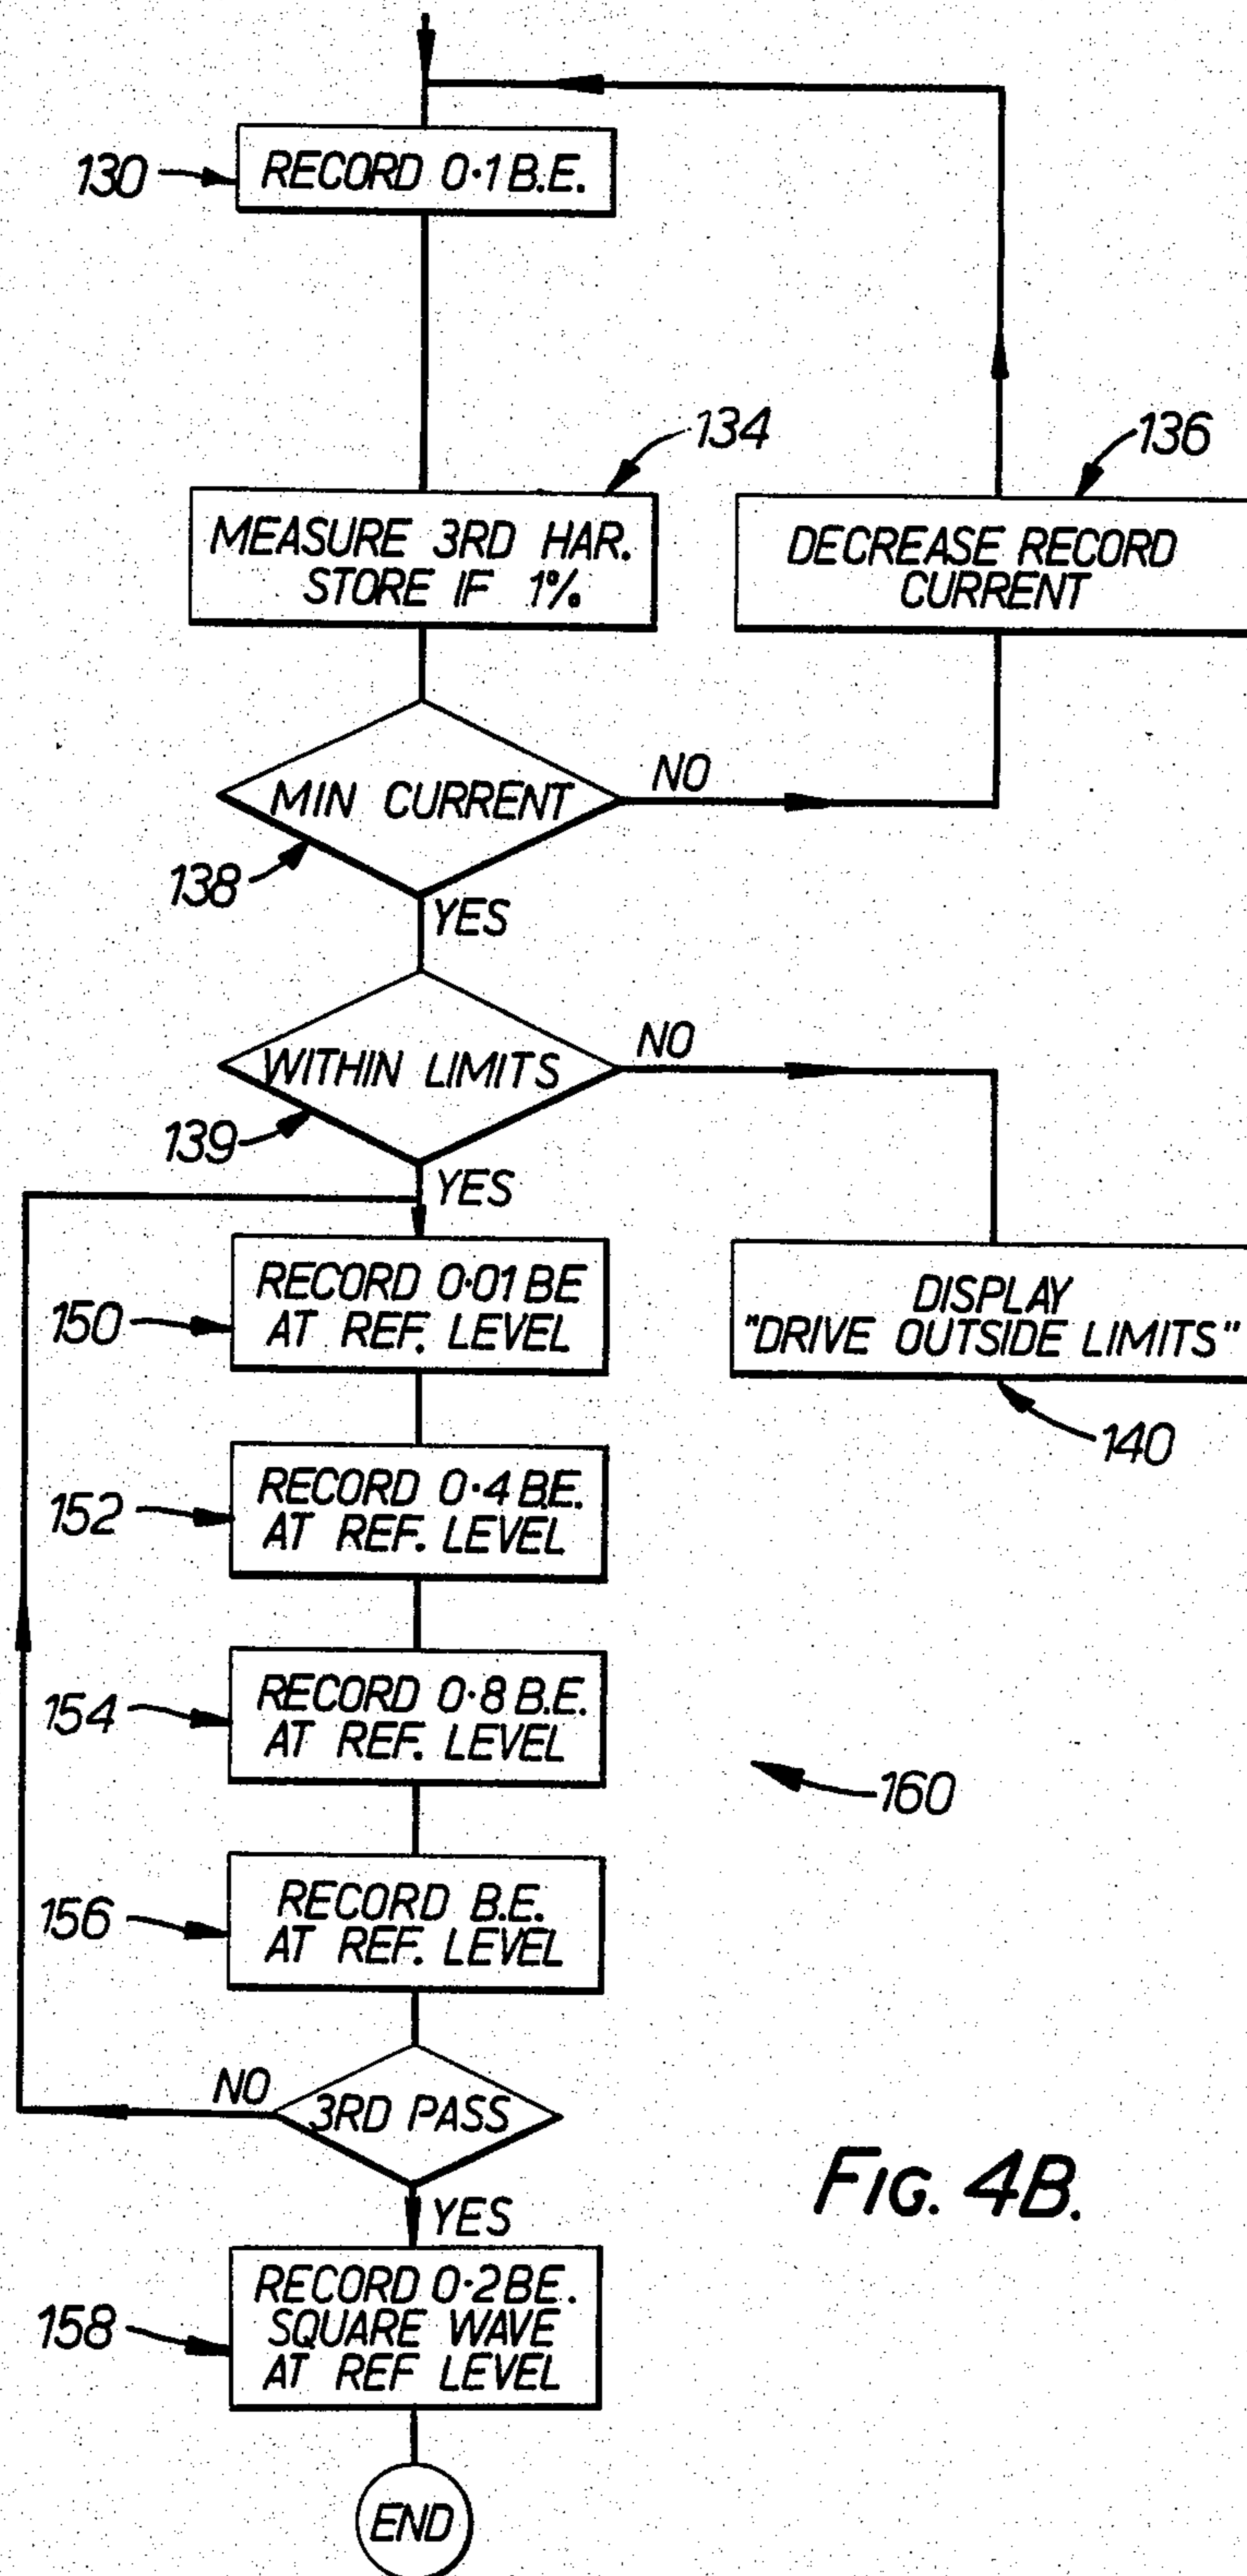 130
RECORD 0·1 B.E.
134
136
MEASURE 3RD HAR.
STORE IF 1%.
DECREASE RECORD
CURRENT
MIN CURRENT
NO
138
YES
WITHIN LIMITS
NO
139
YES
150
RECORD 0·01 BE
AT REF. LEVEL
DISPLAY
"DRIVE OUTSIDE LIMITS"
140
152
RECORD 0·4 B.E.
AT REF. LEVEL
154
RECORD 0·8 B.E.
AT REF. LEVEL
160
156
RECORD B.E.
AT REF. LEVEL
NO
3RD PASS
YES
FIG. 4B.
158
RECORD 0·2 BE.
SQUARE WAVE
AT REF LEVEL
END